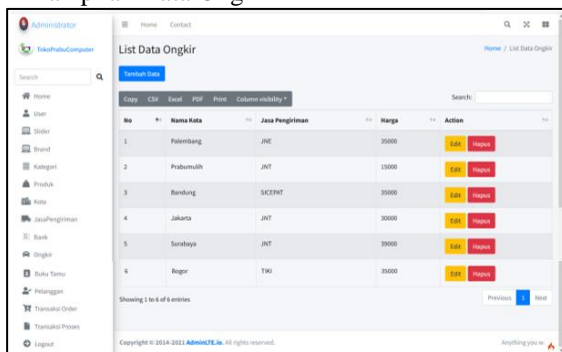 Administrator
Home Contact
TokoPrabuComputer
List Data Ongkir
Home / List Data Ongkir
Search
Tambah Data
Home
User
Slider
Brand
Kategori
Produk
Kota
JasaPengiriman
Bank
Ongkir
Buku Tamu
Pelanggan
Transaksi Order
Transaksi Proses
Logout
Copy CSV Excel PDF Print Column visibility
Search:
No Nama Kota Jasa Pengiriman Harga Action
1 Palembang JNE 35000 Edit Hapus
2 Prabumulih JNT 15000 Edit Hapus
3 Bandung SICEPAT 35000 Edit Hapus
4 Jakarta JNT 30000 Edit Hapus
5 Surabaya JNT 39000 Edit Hapus
6 Bogor TIKI 35000 Edit Hapus
Showing 1 to 6 of 6 entries
Previous 1 Next
Copyright © 2014-2021 AdminLTE.io. All rights reserved.
Anything you w